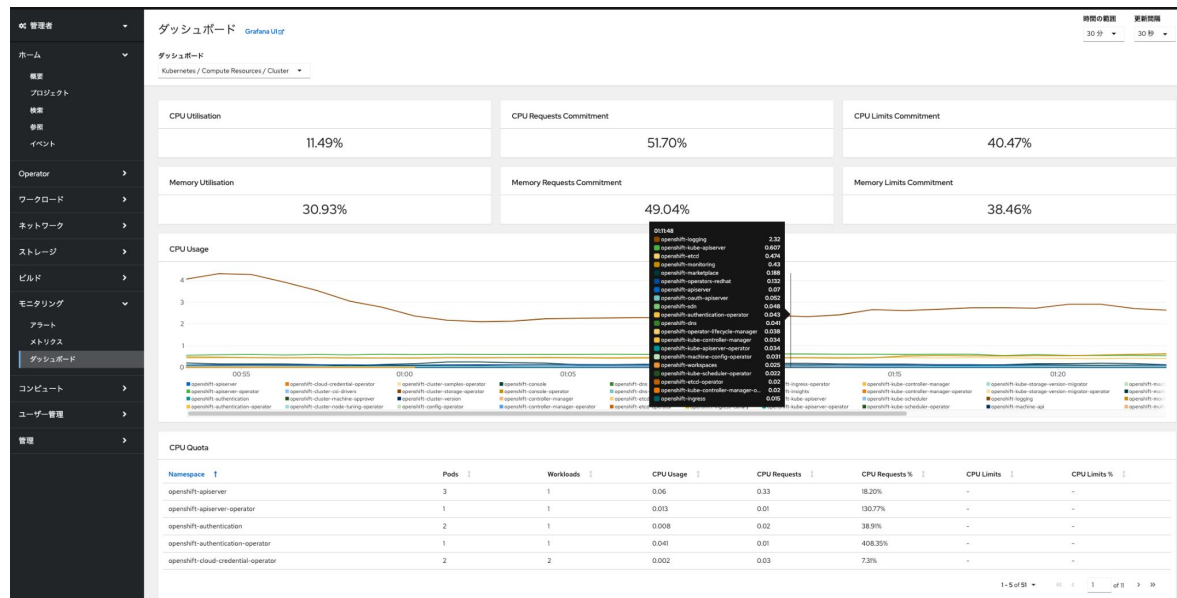 管理者
ホーム
概要
プロジェクト
検索
参照
イベント
Operator
ワークロード
ネットワーク
ストレージ
ビルド
モニタリング
アラート
メトリクス
ダッシュボード
コンピュート
ユーザー管理
管理
ダッシュボード Grafana UI
時間の範囲 更新間隔
30 分 30 秒
ダッシュボード
Kubernetes / Compute Resources / Cluster
CPU Utilisation CPU Requests Commitment CPU Limits Commitment
11.49% 51.70% 40.47%
Memory Utilisation Memory Requests Commitment Memory Limits Commitment
30.93% 49.04% 38.46%
CPU Usage
4
3
2
1
0
00:55 01:00 01:05 01:15 01:20
01:11:48
openshift-logging 2.32
openshift-kube-apiserver 0.607
openshift-etcd 0.474
openshift-monitoring 0.43
openshift-marketplace 0.188
openshift-operators-redhat 0.132
openshift-apiserver 0.07
openshift-oauth-apiserver 0.052
openshift-sdn 0.048
openshift-authentication-operator 0.043
openshift-dns 0.041
openshift-operator-lifecycle-manager 0.038
openshift-kube-controller-manager 0.034
openshift-kube-apiserver-operator 0.034
openshift-machine-config-operator 0.031
openshift-workspaces 0.025
openshift-kube-scheduler-operator 0.022
openshift-etcd-operator 0.02
openshift-kube-controller-manager-o... 0.02
openshift-ingress 0.015
openshift-apiserver openshift-cloud-credential-operator openshift-cluster-samples-operator openshift-console openshift-kube-controller-manager openshift-kube-storage-version-migrator
openshift-apiserver-operator openshift-cluster-csi-drivers openshift-cluster-storage-operator openshift-console-operator openshift-kube-controller-manager-operator openshift-kube-storage-version-migrator-operator
openshift-authentication openshift-cluster-machine-approver openshift-cluster-version openshift-controller-manager openshift-kube-scheduler openshift-logging
openshift-authentication-operator openshift-cluster-node-tuning-operator openshift-config-operator openshift-controller-manager-operator openshift-kube-scheduler-operator openshift-machine-api
CPU Quota
Namespace Pods Workloads CPU Usage CPU Requests CPU Requests % CPU Limits CPU Limits %
openshift-apiserver 3 1 0.06 0.33 18.20% - -
openshift-apiserver-operator 1 1 0.013 0.01 130.77% - -
openshift-authentication 2 1 0.008 0.02 38.91% - -
openshift-authentication-operator 1 1 0.041 0.01 408.35% - -
openshift-cloud-credential-operator 2 2 0.002 0.03 7.31% - -
1 - 5 of 51 1 of 11